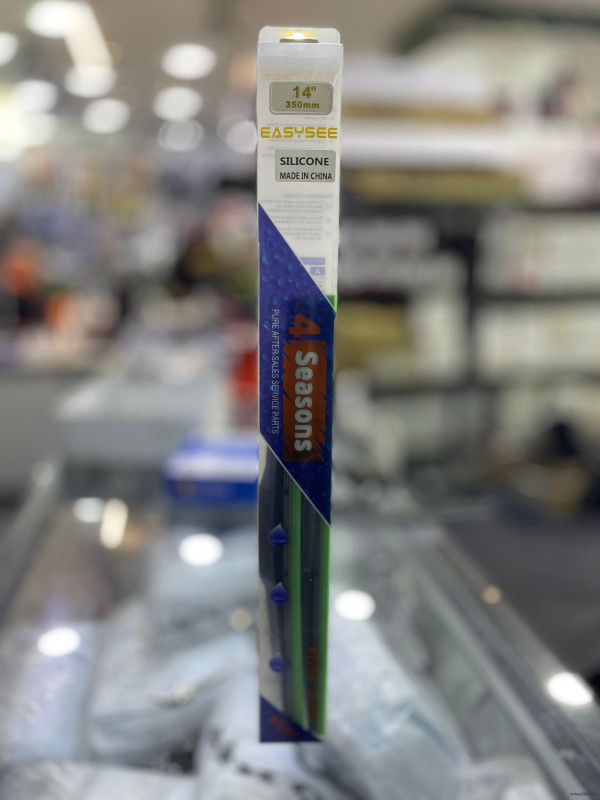 14"
350mm
EASYSEE
SILICONE
MADE IN CHINA
4 Seasons
PURE AFTER-SALES SERVICE PARTS